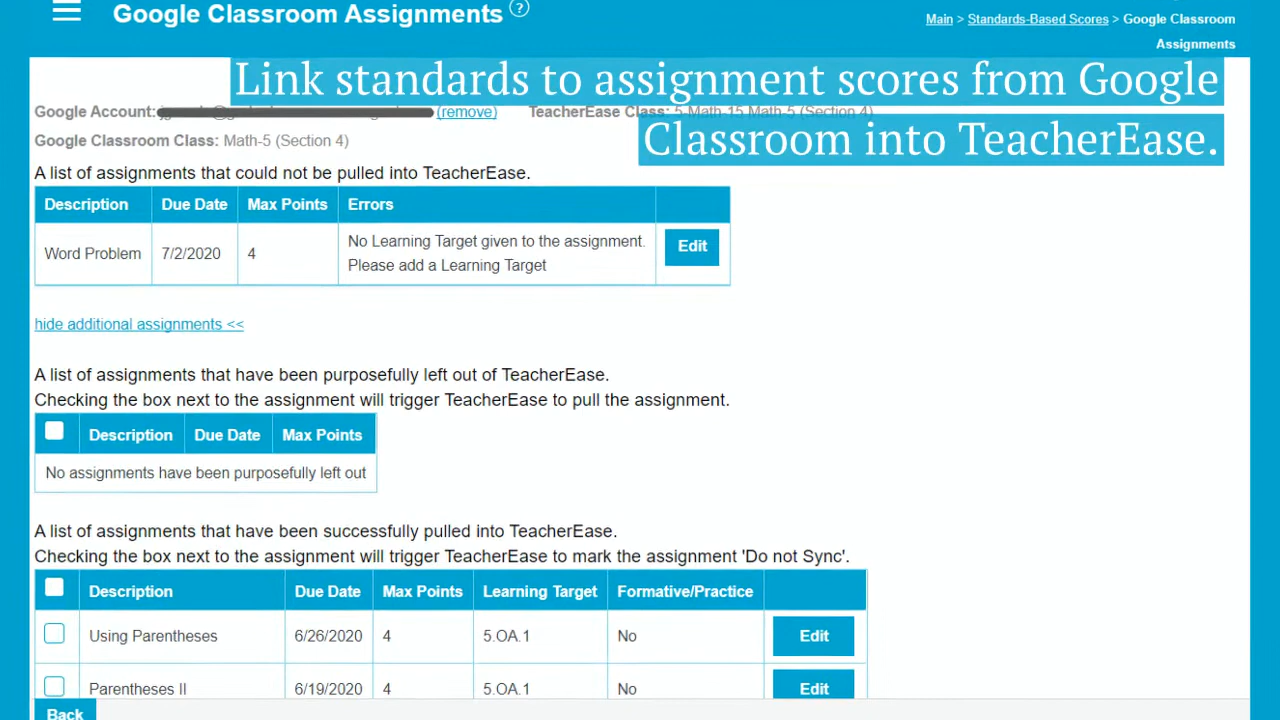 Google Classroom Assignments ?
Main > Standards-Based Scores > Google Classroom
Assignments
Link standards to assignment scores from Google
Classroom into TeacherEase.
Google Account: (remove) TeacherEase Class: 5-Math-15 Math-5 (Section 4)
Google Classroom Class: Math-5 (Section 4)
A list of assignments that could not be pulled into TeacherEase.
Description Due Date Max Points Errors
Word Problem 7/2/2020 4 No Learning Target given to the assignment. Edit
Please add a Learning Target
hide additional assignments <<
A list of assignments that have been purposefully left out of TeacherEase.
Checking the box next to the assignment will trigger TeacherEase to pull the assignment.
Description Due Date Max Points
No assignments have been purposefully left out
A list of assignments that have been successfully pulled into TeacherEase.
Checking the box next to the assignment will trigger TeacherEase to mark the assignment 'Do not Sync'.
Description Due Date Max Points Learning Target Formative/Practice
Using Parentheses 6/26/2020 4 5.OA.1 No Edit
Parentheses II 6/19/2020 4 5.OA.1 No Edit
Back